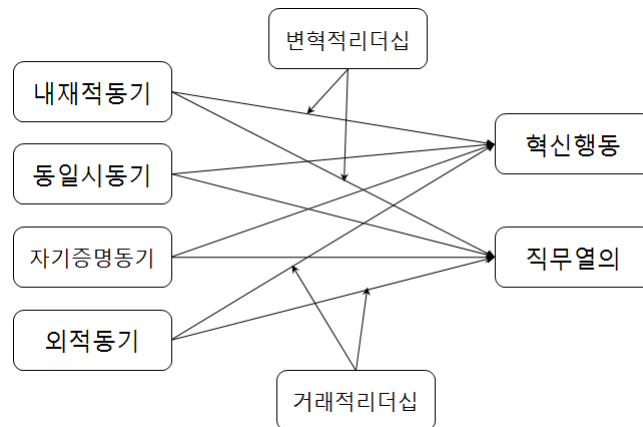 변혁적리더십
내재적동기
혁신행동
동일시동기
자기증명동기
직무열의
외적동기
거래적리더십